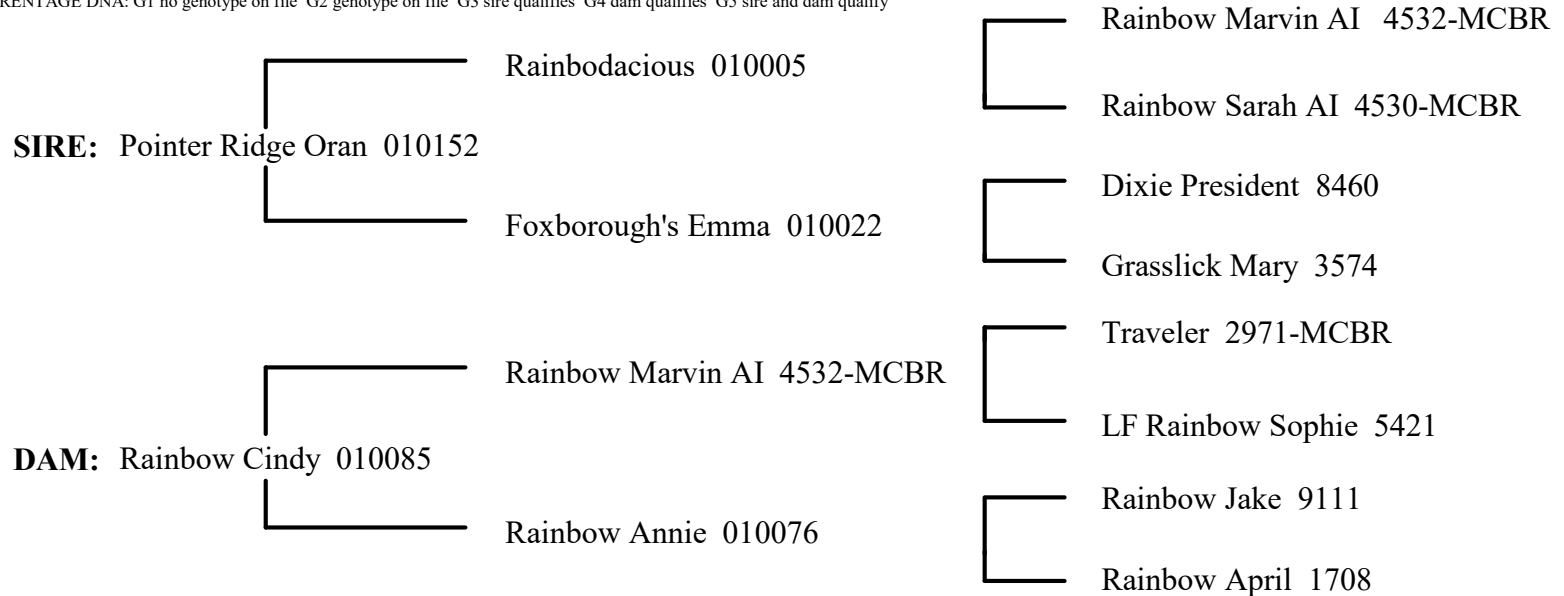 RENTAGE DNA: G1 no genotype on file G2 genotype on file G3 sire qualifies G4 dam qualifies G5 sire and dam qualify
Rainbow Marvin AI 4532-MCBR
Rainbodacious 010005
Rainbow Sarah AI 4530-MCBR
SIRE: Pointer Ridge Oran 010152
Dixie President 8460
Foxborough's Emma 010022
Grasslick Mary 3574
Traveler 2971-MCBR
Rainbow Marvin AI 4532-MCBR
LF Rainbow Sophie 5421
DAM: Rainbow Cindy 010085
Rainbow Jake 9111
Rainbow Annie 010076
Rainbow April 1708